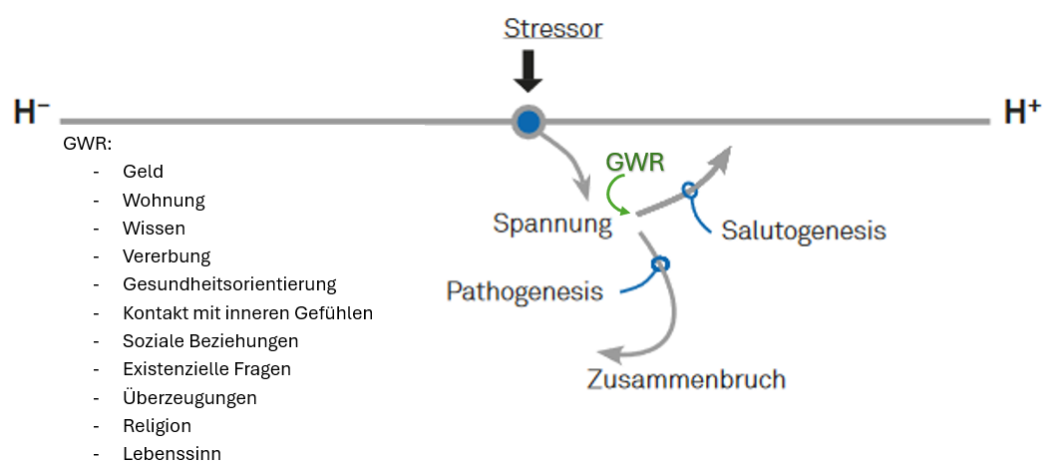 Stressor
H⁻
H⁺
GWR:
- Geld
- Wohnung
- Wissen
- Vererbung
- Gesundheitsorientierung
- Kontakt mit inneren Gefühlen
- Soziale Beziehungen
- Existenzielle Fragen
- Überzeugungen
- Religion
- Lebenssinn
GWR
Spannung
Salutogenesis
Pathogenesis
Zusammenbruch